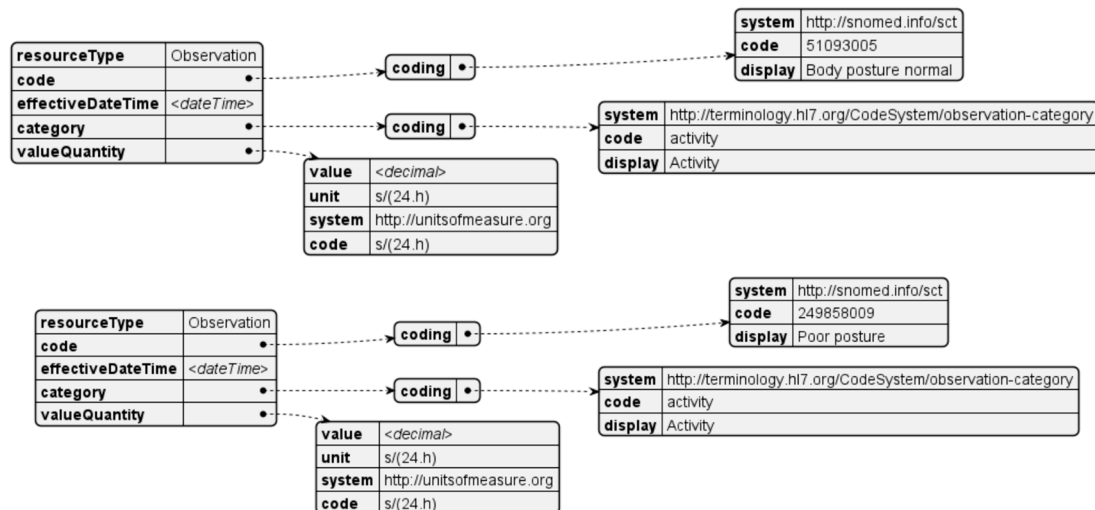 system http://snomed.info/sct
resourceType Observation
code 51093005
coding
code
display Body posture normal
effectiveDateTime <dateTime>
system http://terminology.hl7.org/CodeSystem/observation-category
category
coding
code activity
valueQuantity
display Activity
value <decimal>
unit s/(24.h)
system http://unitsofmeasure.org
code s/(24.h)
system http://snomed.info/sct
resourceType Observation
code 249858009
coding
code
display Poor posture
effectiveDateTime <dateTime>
system http://terminology.hl7.org/CodeSystem/observation-category
category
coding
code activity
valueQuantity
display Activity
value <decimal>
unit s/(24.h)
system http://unitsofmeasure.org
code s/(24.h)